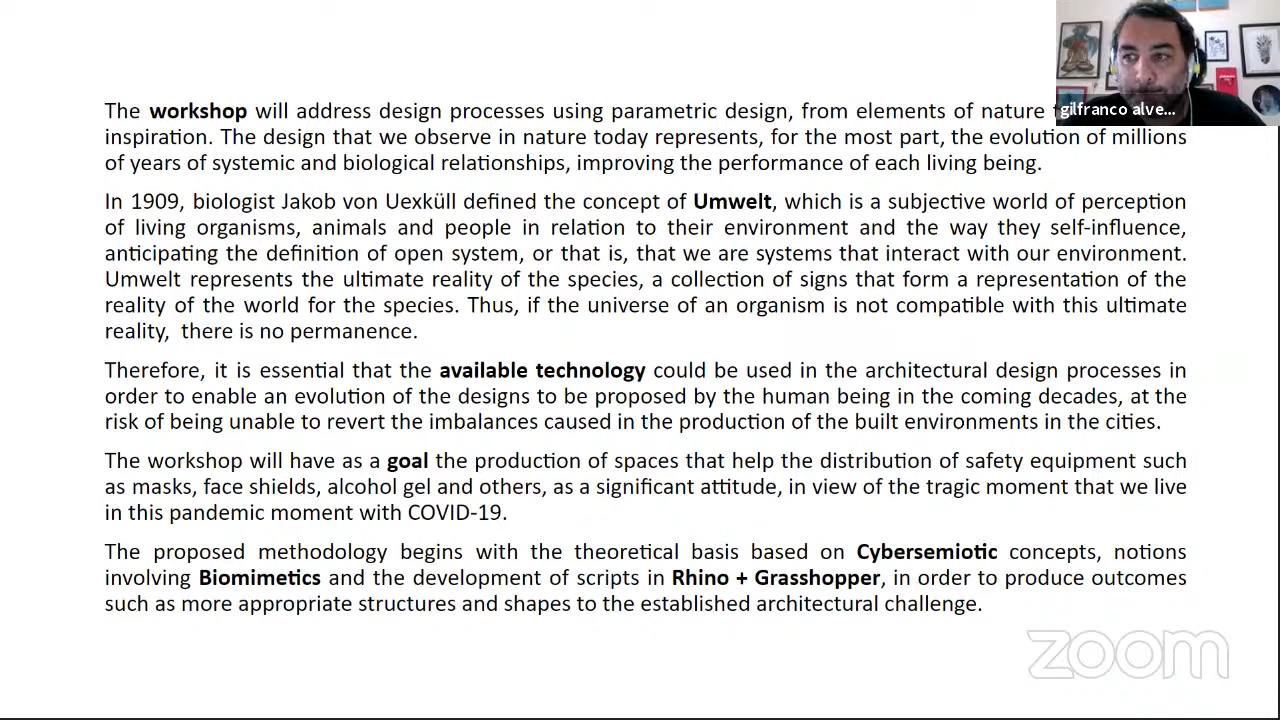 The workshop will address design processes using parametric design, from elements of nature
inspiration. The design that we observe in nature today represents, for the most part, the evolution of millions
of years of systemic and biological relationships, improving the performance of each living being.
In 1909, biologist Jakob von Uexküll defined the concept of Umwelt, which is a subjective world of perception
of living organisms, animals and people in relation to their environment and the way they self-influence,
anticipating the definition of open system, or that is, that we are systems that interact with our environment.
Umwelt represents the ultimate reality of the species, a collection of signs that form a representation of the
reality of the world for the species. Thus, if the universe of an organism is not compatible with this ultimate
reality, there is no permanence.
Therefore, it is essential that the available technology could be used in the architectural design processes in
order to enable an evolution of the designs to be proposed by the human being in the coming decades, at the
risk of being unable to revert the imbalances caused in the production of the built environments in the cities.
The workshop will have as a goal the production of spaces that help the distribution of safety equipment such
as masks, face shields, alcohol gel and others, as a significant attitude, in view of the tragic moment that we live
in this pandemic moment with COVID-19.
The proposed methodology begins with the theoretical basis based on Cybersemiotic concepts, notions
involving Biomimetics and the development of scripts in Rhino + Grasshopper, in order to produce outcomes
such as more appropriate structures and shapes to the established architectural challenge.
gilfranco alve...
zoom